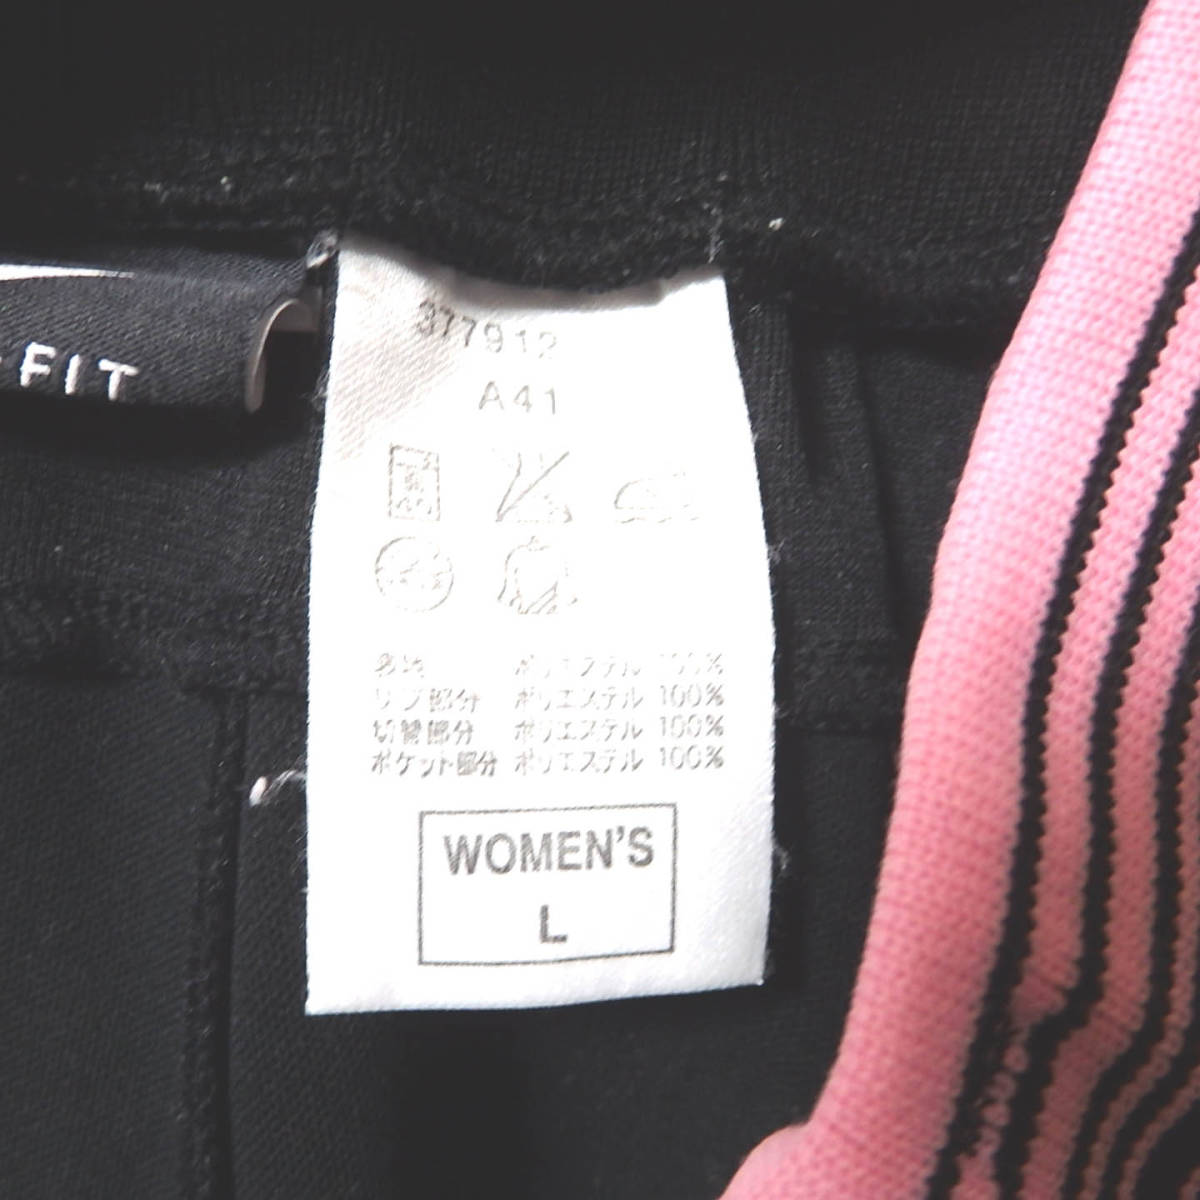 FIT
377912
A41
身地 ポリエステル 100%
リブ部分 ポリエステル 100%
切替部分 ポリエステル 100%
ポケット部分 ポリエステル 100%
WOMEN'S
L